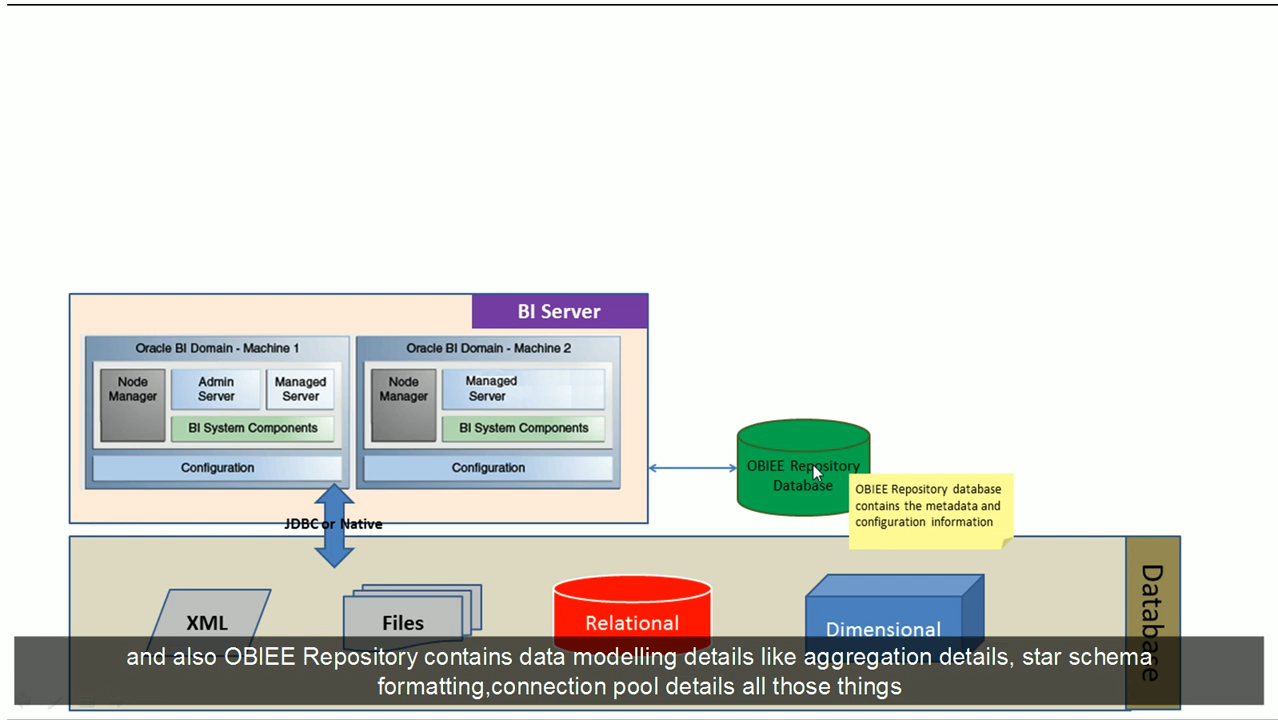 BI Server
Oracle BI Domain - Machine 1
Oracle BI Domain - Machine 2
Node
Manager
Admin
Server
Managed
Server
BI System Components
Configuration
Node
Manager
Managed
Server
BI System Components
Configuration
OBIEE Repository
Database
OBIEE Repository database
contains the metadata and
configuration information
JDBC or Native
XML
Files
Relational
Dimensional
Database
and also OBIEE Repository contains data modelling details like aggregation details, star schema
formatting,connection pool details all those things